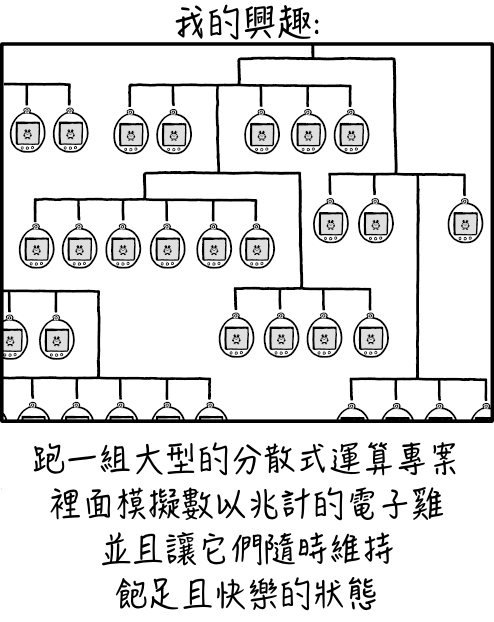 我的興趣:
跑一組大型的分散式運算專案
裡面模擬數以兆計的電子雞
並且讓它們隨時維持
飽足且快樂的狀態